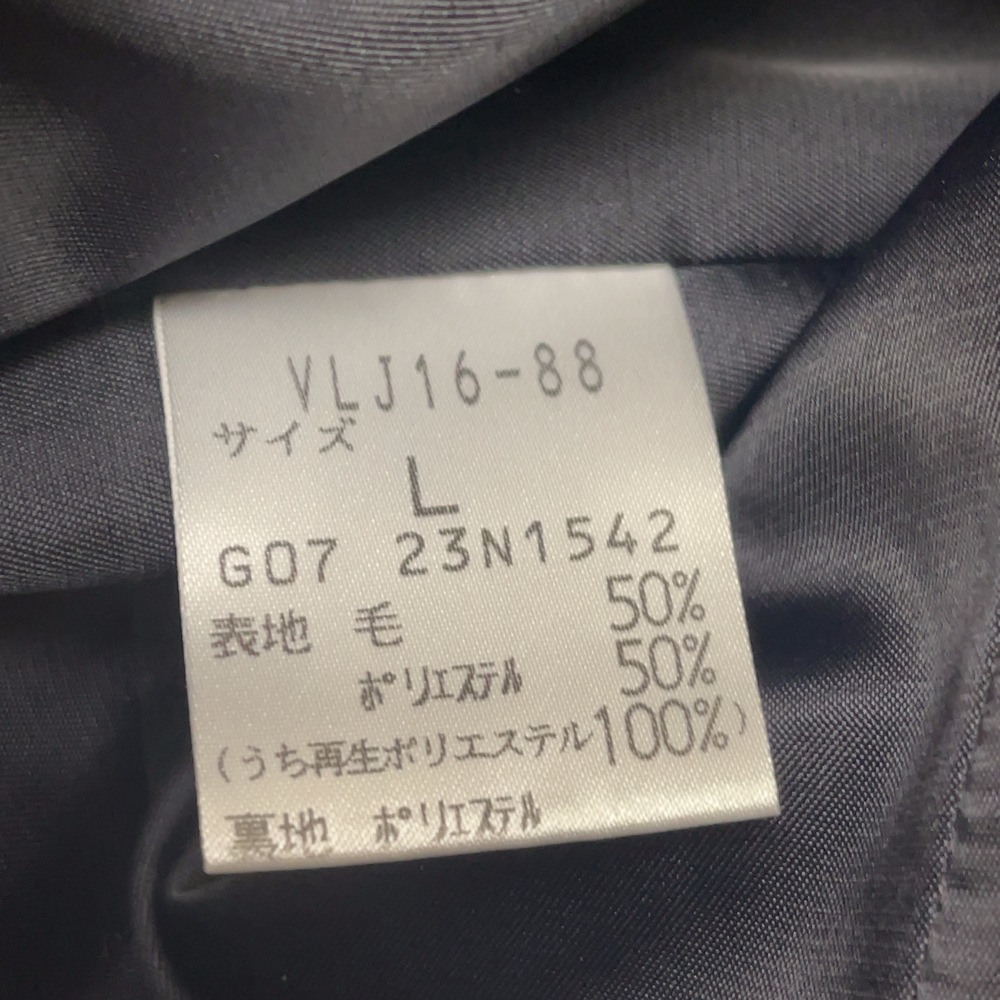 VLJ16-88
サイズ
L
G07 23N1542
表地 毛 50%
ポリエステル 50%
(うち再生ポリエステル100%)
裏地 ポリエステル